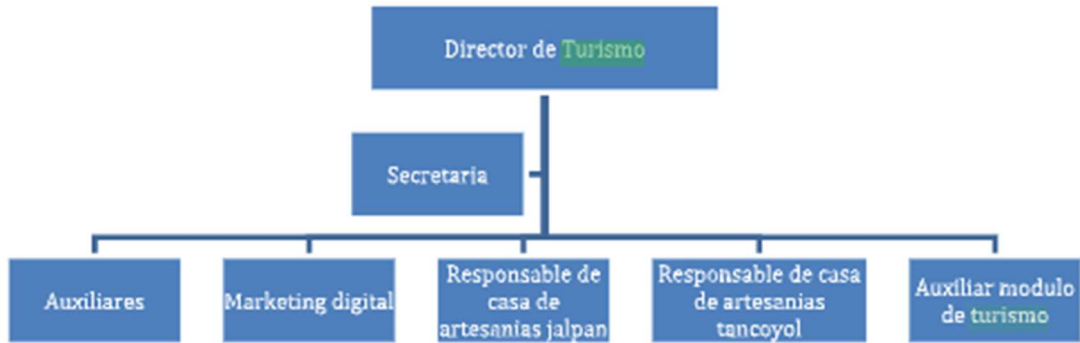 Director de Turismo
Secretaria
Auxiliares
Marketing digital
Responsable de
casa de
artesanias jalpan
Responsable de casa
de artesanias
tancoyol
Auxiliar modulo
de turismo